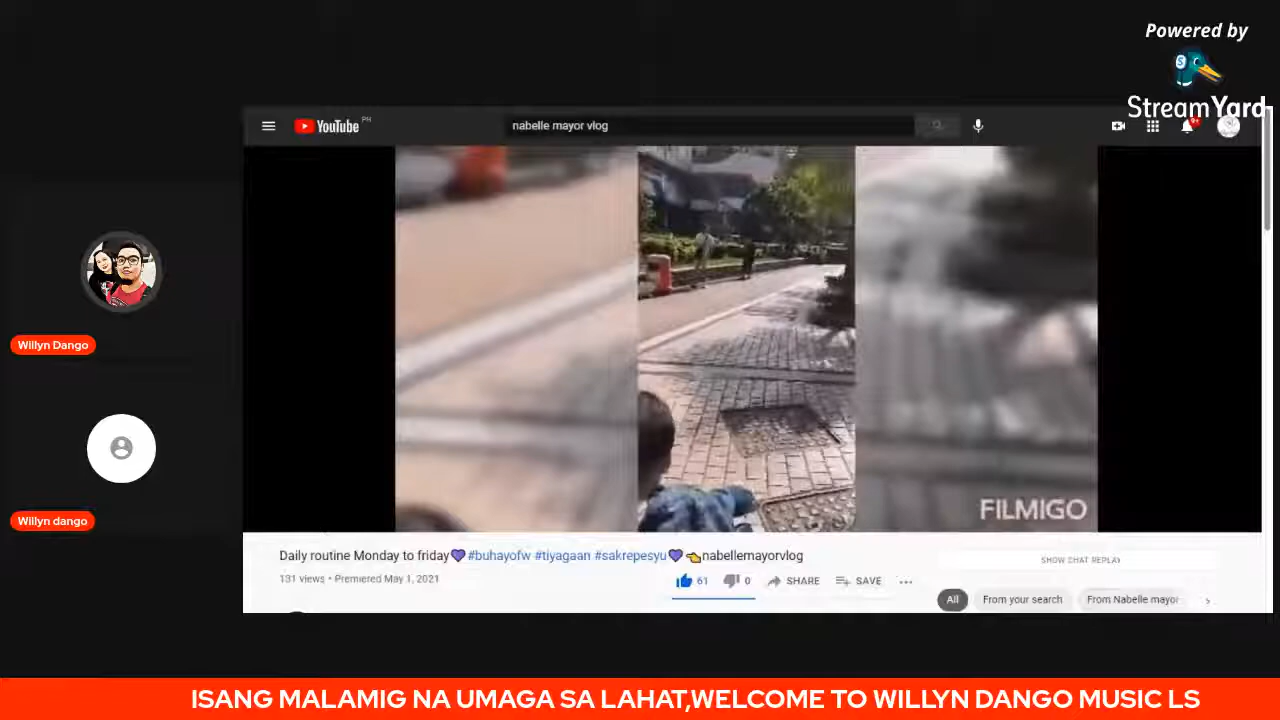 Powered by
StreamYard
YouTube PH
nabelle mayor vlog
9+
FILMIGO
Willyn Dango
Willyn dango
Daily routine Monday to friday💜#buhayofw #tiyagaan #sakrepesyu💜👈nabellemayorvlog
131 views • Premiered May 1, 2021
61 0 SHARE SAVE ...
SHOW CHAT REPLAY
All From your search From Nabelle mayor
ISANG MALAMIG NA UMAGA SA LAHAT,WELCOME TO WILLYN DANGO MUSIC LS